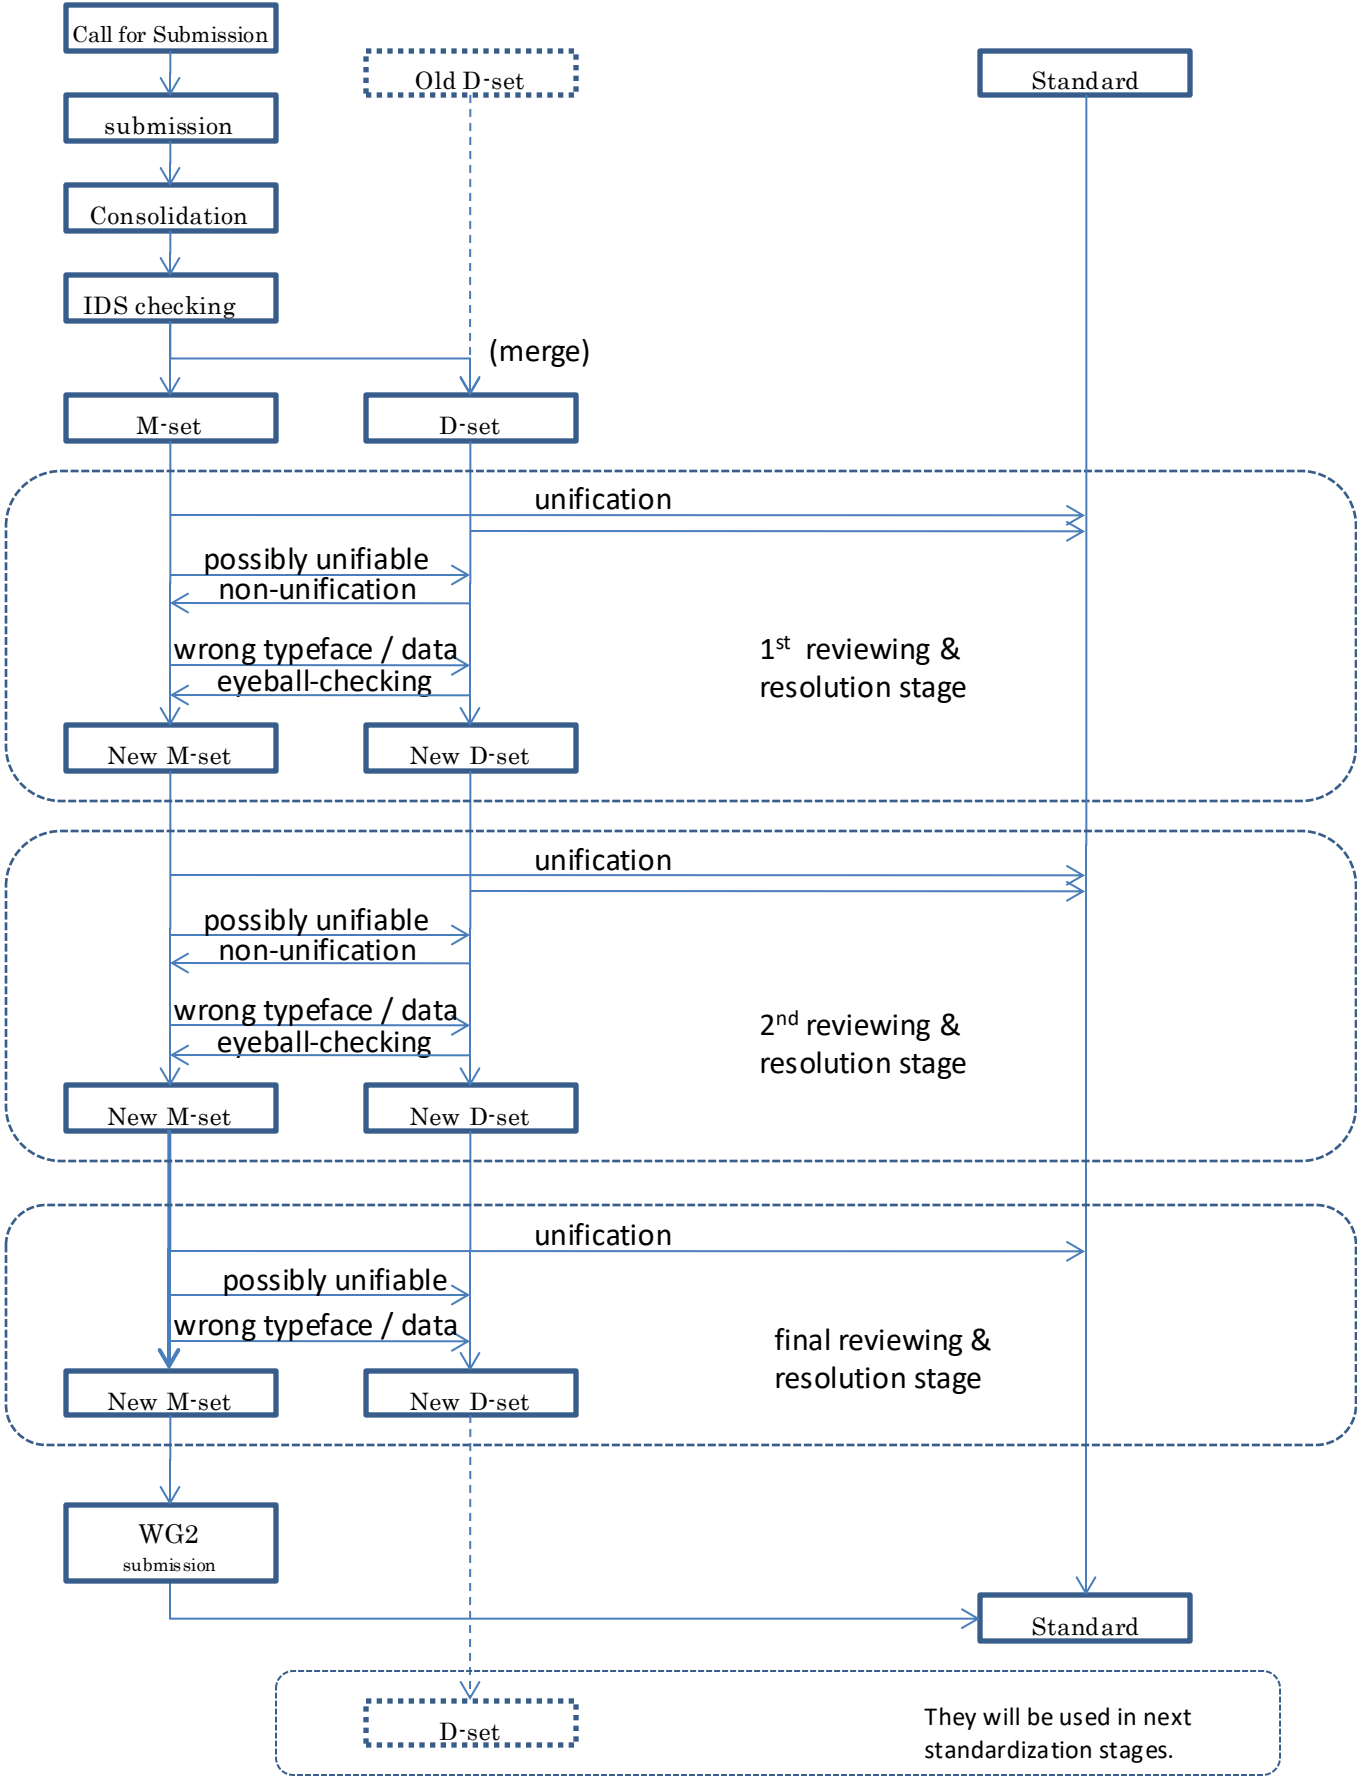 Call for Submission
Old D-set
Standard
submission
Consolidation
IDS checking
(merge)
M-set
D-set
unification
possibly unifiable
non-unification
wrong typeface / data
eyeball-checking
1st reviewing &
resolution stage
New M-set
New D-set
unification
possibly unifiable
non-unification
wrong typeface / data
eyeball-checking
2nd reviewing &
resolution stage
New M-set
New D-set
unification
possibly unifiable
wrong typeface / data
final reviewing &
resolution stage
New M-set
New D-set
WG2
submission
Standard
D-set
They will be used in next
standardization stages.